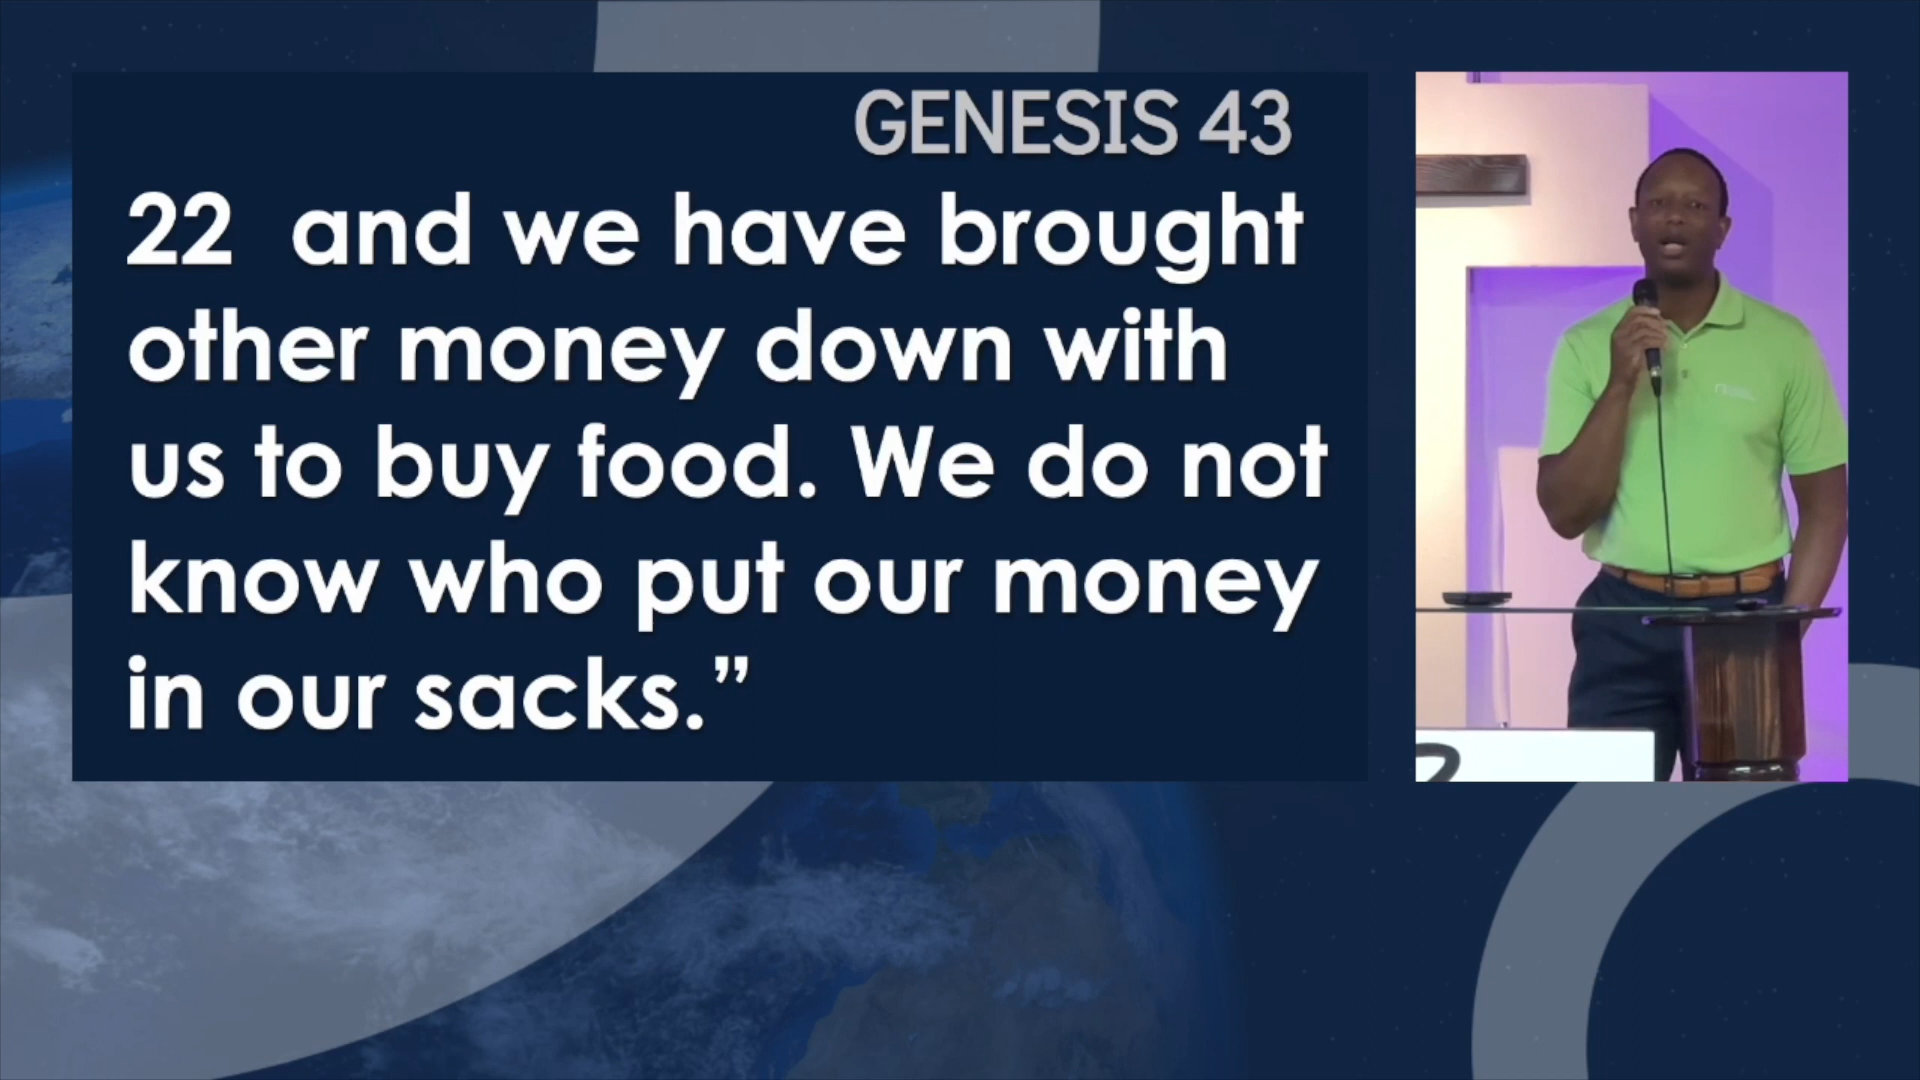 GENESIS 43
22  and we have brought
other money down with
us to buy food. We do not
know who put our money
in our sacks.”